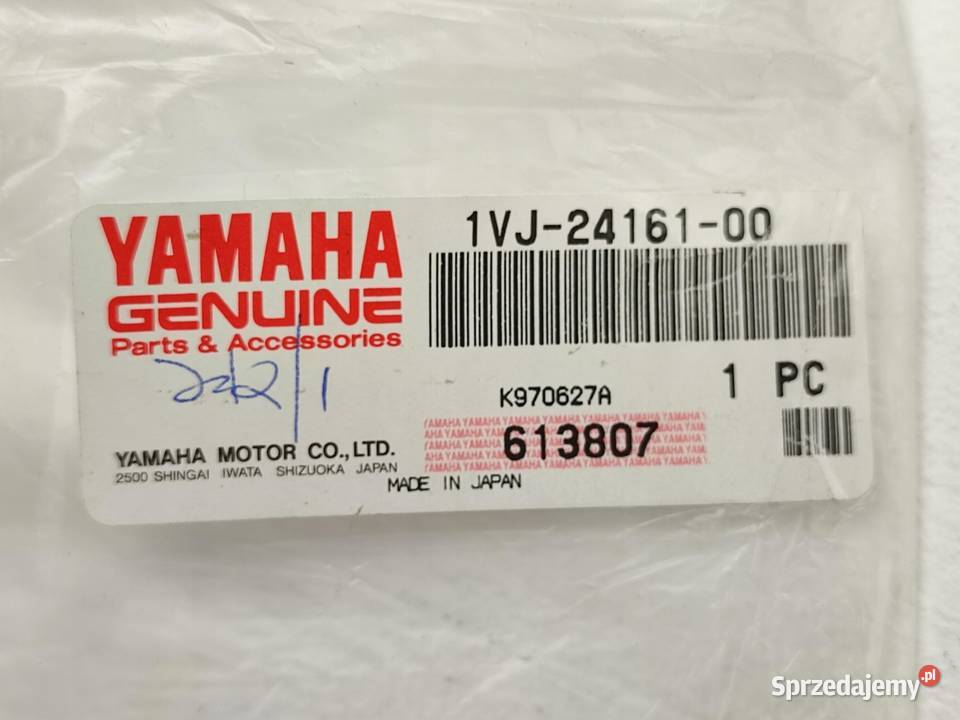 YAMAHA
GENUINE
Parts & Accessories
YAMAHA MOTOR CO., LTD.
2500 SHINGAI IWATA SHIZUOKA JAPAN
1VJ-24161-00
1 PC
K970627A
613807
MADE IN JAPAN
Sprzedajemy.pl